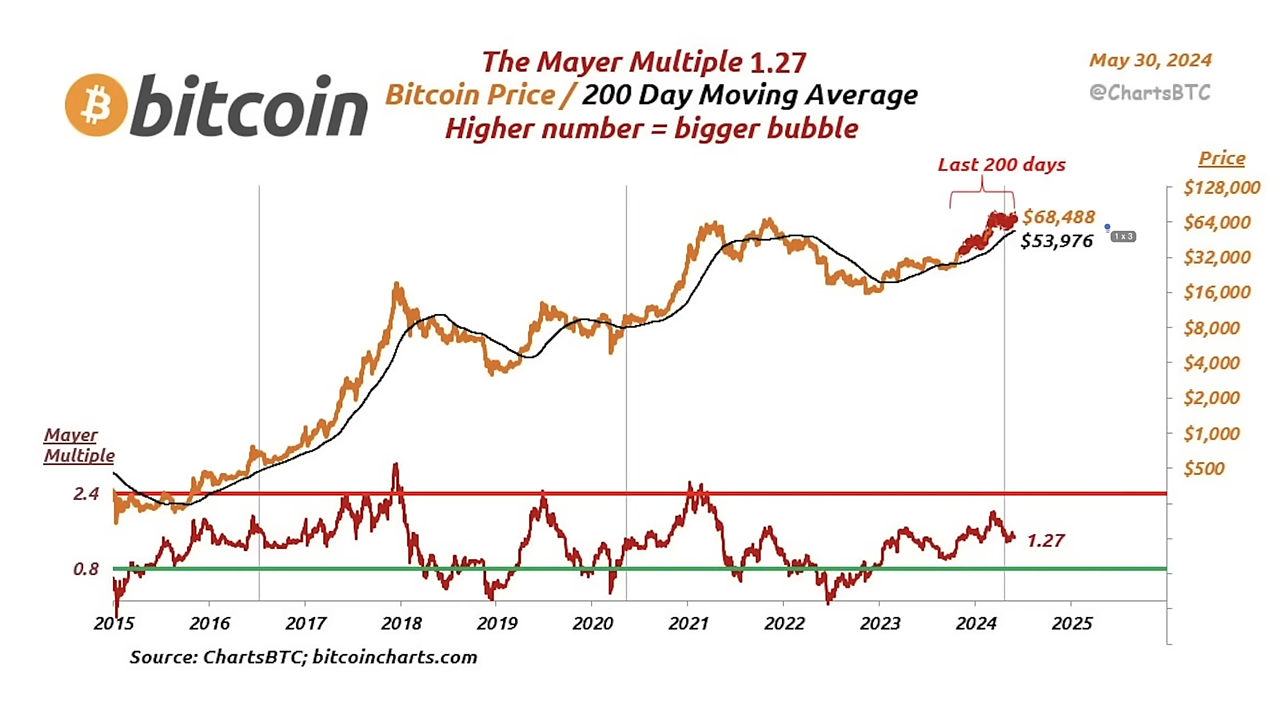 The Mayer Multiple 1.27
May 30, 2024
bitcoin
Bitcoin Price / 200 Day Moving Average
@ChartsBTC
Higher number = bigger bubble
Last 200 days
Price
$128,000
$68,488
$64,000
$53,976
1 x 3
$32,000
$16,000
$8,000
$4,000
$2,000
$1,000
$500
Mayer
Multiple
2.4
1.27
0.8
2015 2016 2017 2018 2019 2020 2021 2022 2023 2024 2025
Source: ChartsBTC; bitcoincharts.com